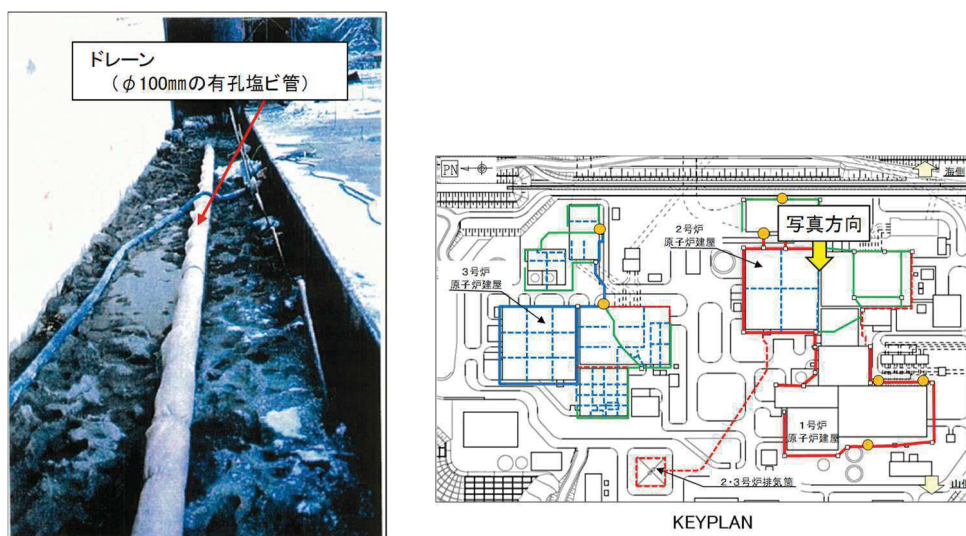 ドレーン
（φ100㎜の有孔塩ビ管）
PN
海側
写真方向
2号炉
原子炉建屋
3号炉
原子炉建屋
1号炉
原子炉建屋
2・3号炉排気筒
KEYPLAN